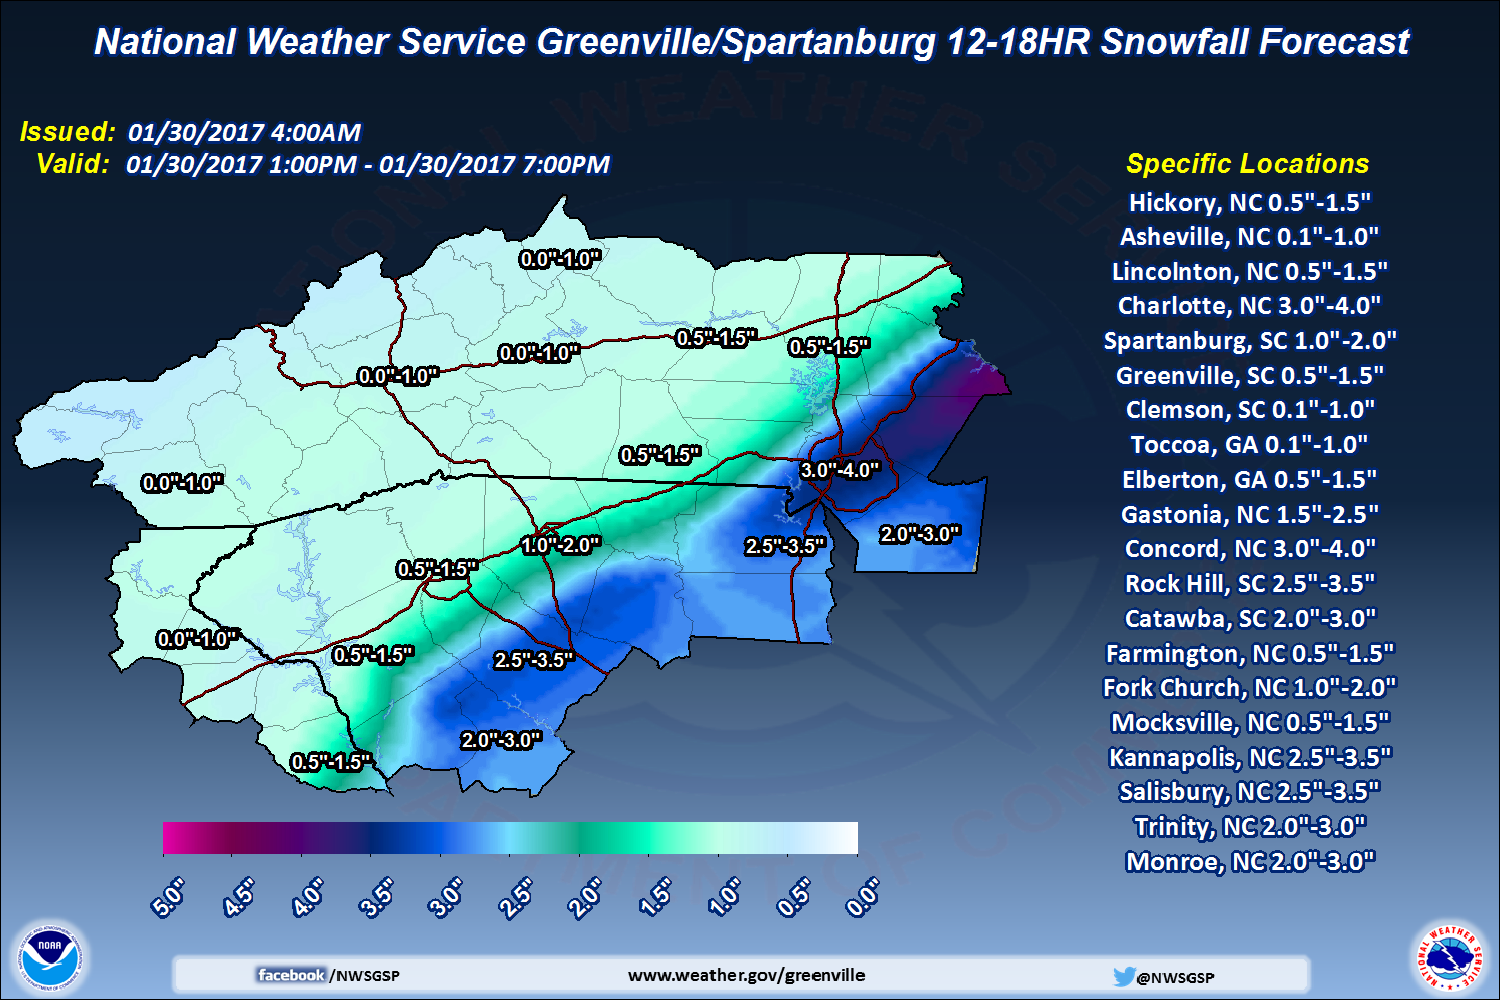 National Weather Service Greenville/Spartanburg 12-18HR Snowfall Forecast
Issued: 01/30/2017 4:00AM
Valid: 01/30/2017 1:00PM - 01/30/2017 7:00PM
Specific Locations
Hickory, NC 0.5"-1.5"
Asheville, NC 0.1"-1.0"
Lincolnton, NC 0.5"-1.5"
Charlotte, NC 3.0"-4.0"
Spartanburg, SC 1.0"-2.0"
Greenville, SC 0.5"-1.5"
Clemson, SC 0.1"-1.0"
Toccoa, GA 0.1"-1.0"
Elberton, GA 0.5"-1.5"
Gastonia, NC 1.5"-2.5"
Concord, NC 3.0"-4.0"
Rock Hill, SC 2.5"-3.5"
Catawba, SC 2.0"-3.0"
Farmington, NC 0.5"-1.5"
Fork Church, NC 1.0"-2.0"
Mocksville, NC 0.5"-1.5"
Kannapolis, NC 2.5"-3.5"
Salisbury, NC 2.5"-3.5"
Trinity, NC 2.0"-3.0"
Monroe, NC 2.0"-3.0"
0.0"-1.0"
0.5"-1.5"
0.5"-1.5"
0.0"-1.0"
0.0"-1.0"
0.5"-1.5"
3.0"-4.0"
0.0"-1.0"
2.0"-3.0"
1.0"-2.0"
2.5"-3.5"
0.5"-1.5"
0.0"-1.0"
0.5"-1.5"
2.5"-3.5"
2.0"-3.0"
0.5"-1.5"
5.0" 4.5" 4.0" 3.5" 3.0" 2.5" 2.0" 1.5" 1.0" 0.5" 0.0"
NOAA
facebook /NWSGSP
www.weather.gov/greenville
@NWSGSP
NATIONAL WEATHER SERVICE